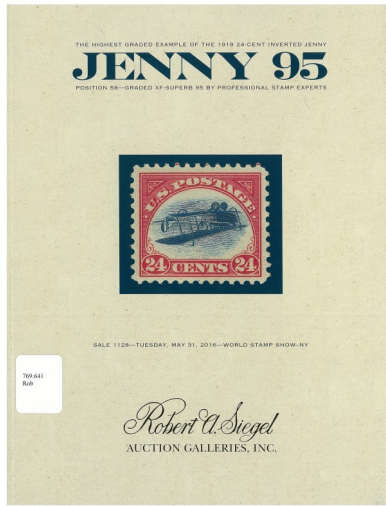 THE HIGHEST GRADED EXAMPLE OF THE 1918 24-CENT INVERTED JENNY
JENNY 95
POSITION 58—GRADED XF-SUPERB 95 BY PROFESSIONAL STAMP EXPERTS
U.S. POSTAGE
24 CENTS 24
SALE 1128—TUESDAY, MAY 31, 2016—WORLD STAMP SHOW-NY
769.641
Rob
Robert A. Siegel
AUCTION GALLERIES, INC.